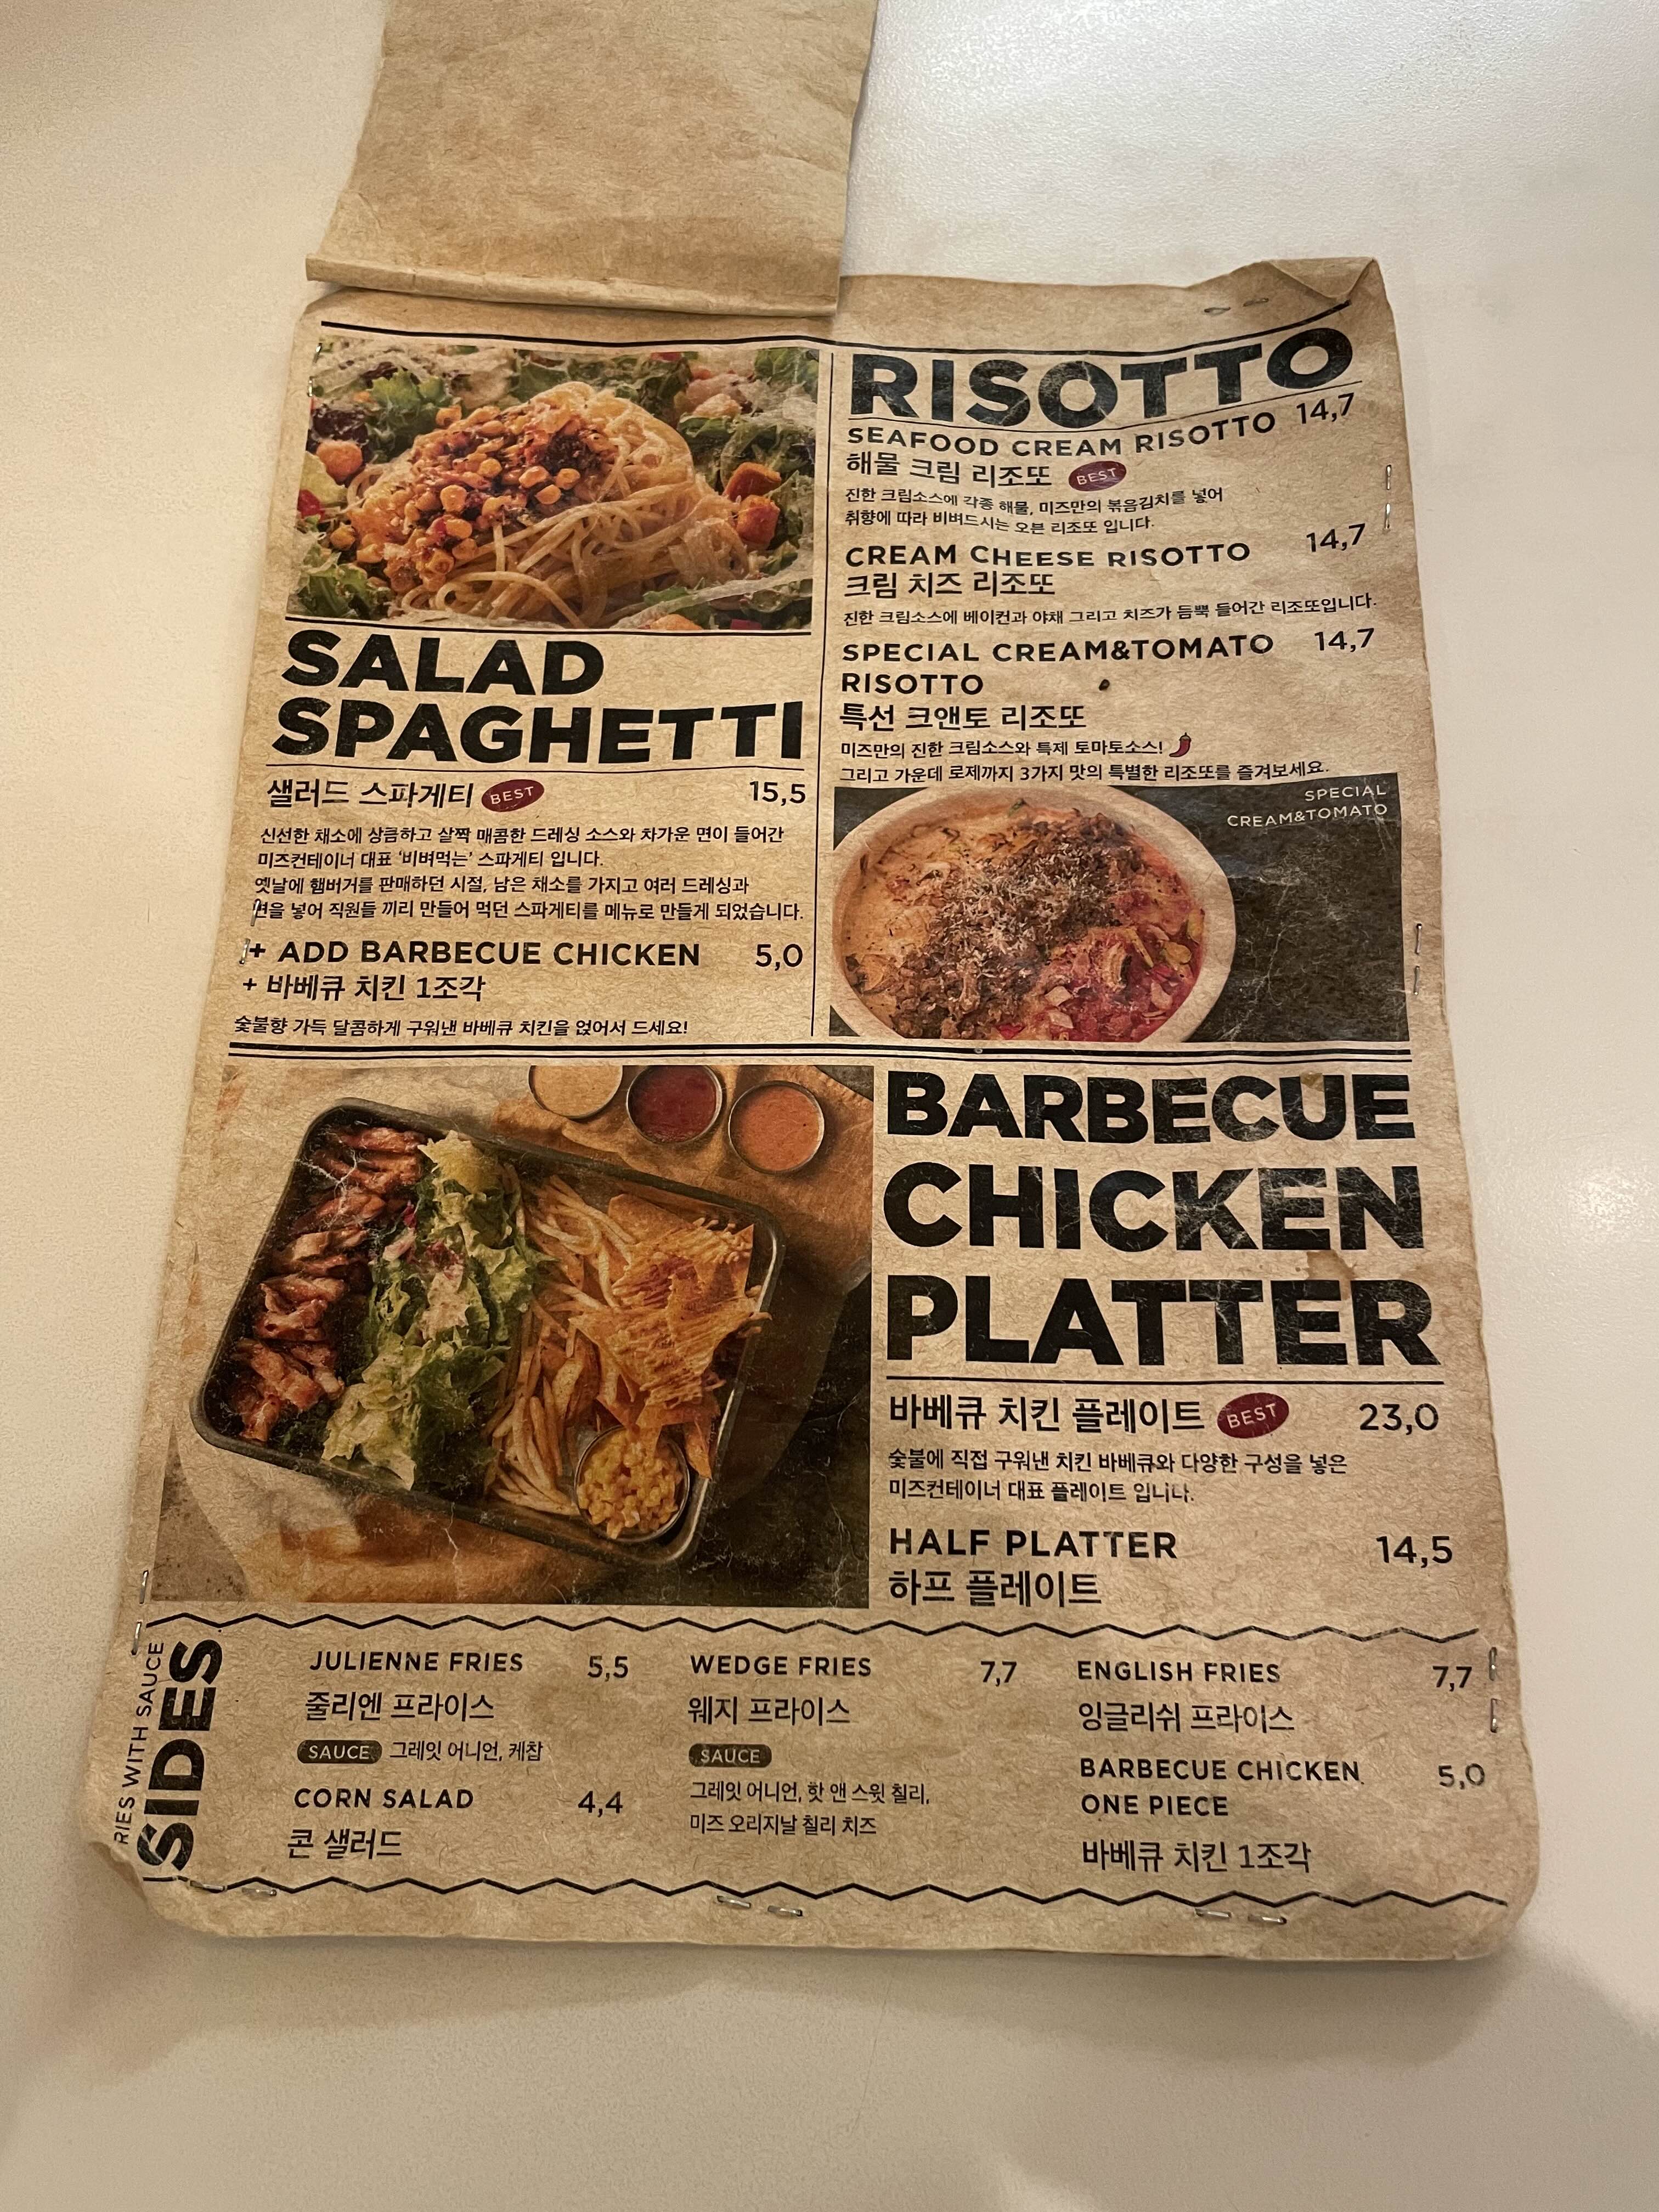 SALAD
SPAGHETTI
샐러드 스파게티 BEST 15,5
신선한 채소에 상큼하고 살짝 매콤한 드레싱 소스와 차가운 면이 들어간
미즈컨테이너 대표 '비벼먹는' 스파게티 입니다.
옛날에 햄버거를 판매하던 시절, 남은 채소를 가지고 여러 드레싱과
면을 넣어 직원들 끼리 만들어 먹던 스파게티를 메뉴로 만들게 되었습니다.
+ ADD BARBECUE CHICKEN 5,0
+ 바베큐 치킨 1조각
숯불향 가득 달콤하게 구워낸 바베큐 치킨을 얹어서 드세요!
RISOTTO
SEAFOOD CREAM RISOTTO 14,7
해물 크림 리조또 BEST
진한 크림소스에 각종 해물, 미즈만의 볶음김치를 넣어
취향에 따라 비벼드시는 오븐 리조또 입니다.
CREAM CHEESE RISOTTO 14,7
크림 치즈 리조또
진한 크림소스에 베이컨과 야채 그리고 치즈가 듬뿍 들어간 리조또입니다.
SPECIAL CREAM&TOMATO 14,7
RISOTTO
특선 크앤토 리조또
미즈만의 진한 크림소스와 특제 토마토소스!
그리고 가운데 로제까지 3가지 맛의 특별한 리조또를 즐겨보세요.
SPECIAL
CREAM&TOMATO
BARBECUE
CHICKEN
PLATTER
바베큐 치킨 플레이트 BEST 23,0
숯불에 직접 구워낸 치킨 바베큐와 다양한 구성을 넣은
미즈컨테이너 대표 플레이트 입니다.
HALF PLATTER 14,5
하프 플레이트
SIDES
RIES WITH SAUCE
JULIENNE FRIES 5,5
줄리엔 프라이스
SAUCE 그레잇 어니언, 케찹
CORN SALAD 4,4
콘 샐러드
WEDGE FRIES 7,7
웨지 프라이스
SAUCE
그레잇 어니언, 핫 앤 스윗 칠리,
미즈 오리지날 칠리 치즈
ENGLISH FRIES 7,7
잉글리쉬 프라이스
BARBECUE CHICKEN 5,0
ONE PIECE
바베큐 치킨 1조각